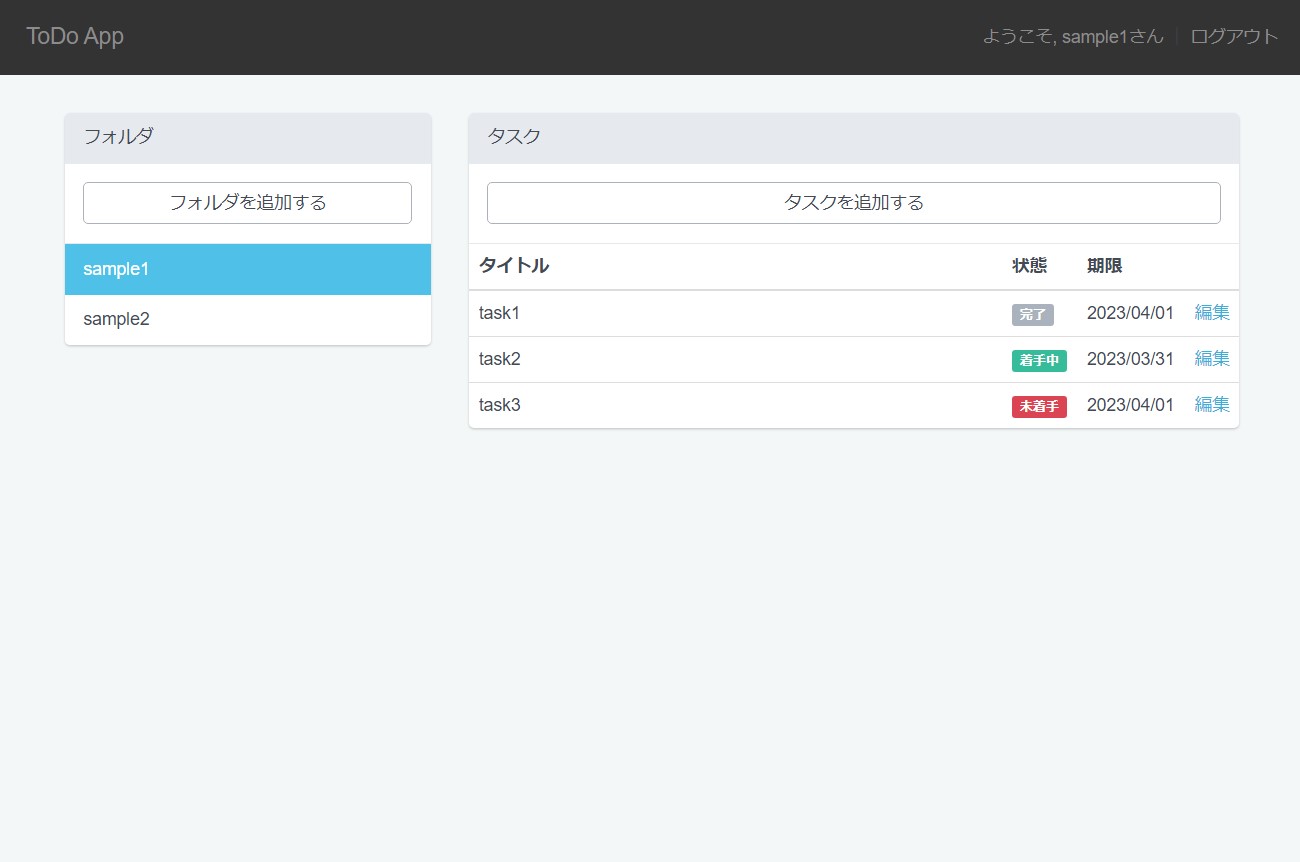 ToDo App
ようこそ, sample1さん ログアウト
フォルダ
フォルダを追加する
sample1
sample2
タスク
タスクを追加する
タイトル 状態 期限
task1 完了 2023/04/01 編集
task2 着手中 2023/03/31 編集
task3 未着手 2023/04/01 編集